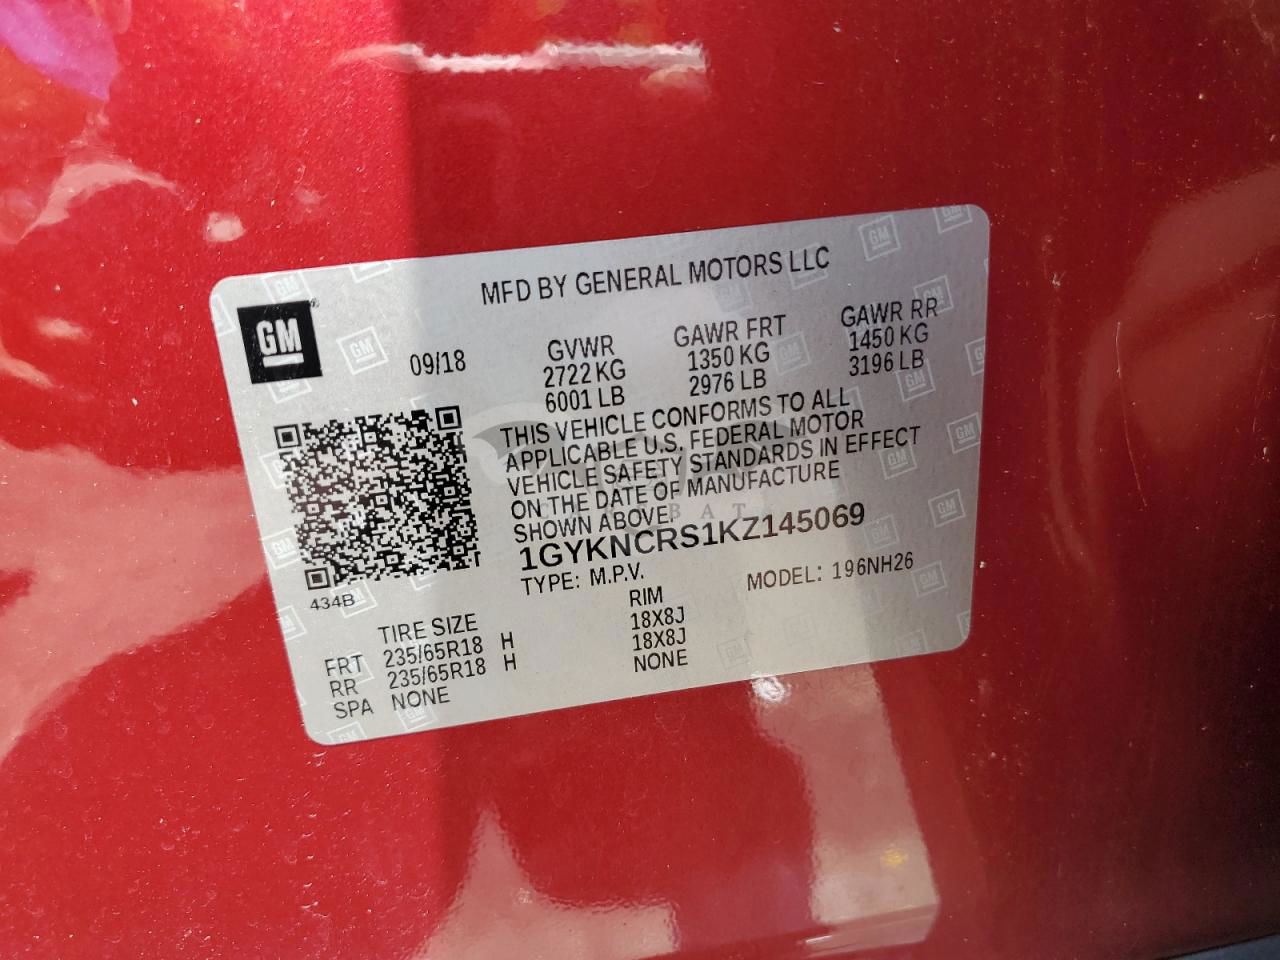 MFD BY GENERAL MOTORS LLC
GM
®
09/18
GVWR
2722 KG
6001 LB
GAWR FRT
1350 KG
2976 LB
GAWR RR
1450 KG
3196 LB
THIS VEHICLE CONFORMS TO ALL
APPLICABLE U.S. FEDERAL MOTOR
VEHICLE SAFETY STANDARDS IN EFFECT
ON THE DATE OF MANUFACTURE
SHOWN ABOVE.
1GYKNCRS1KZ145069
TYPE: M.P.V.
MODEL: 196NH26
434B
TIRE SIZE
RIM
FRT 235/65R18 H 18X8J
RR 235/65R18 H 18X8J
SPA NONE NONE